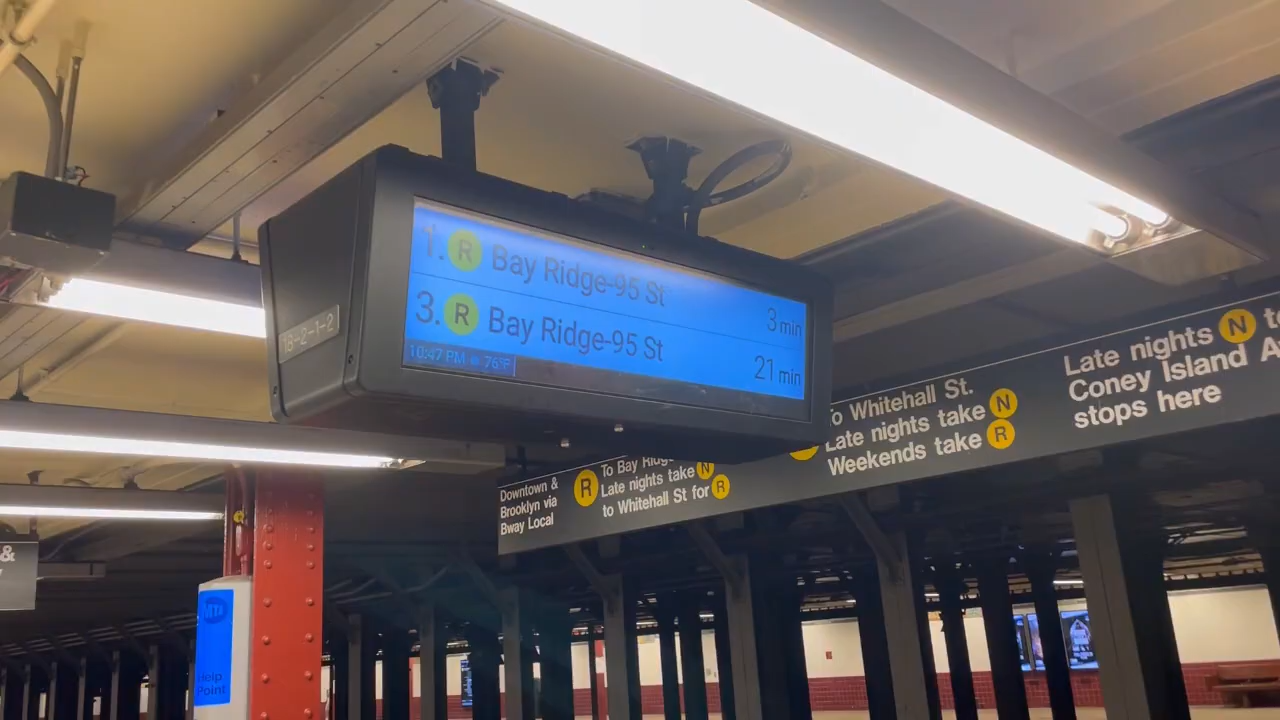 1. R Bay Ridge-95 St 3 min
3. R Bay Ridge-95 St 21 min
10:47 PM 76°F
18-2-1-2
Downtown &
Brooklyn via
Bway Local
R To Bay Ridge
Late nights take N
to Whitehall St for R
To Whitehall St.
Late nights take N
Weekends take R
Late nights N to
Coney Island
stops here
&
MTA
Help
Point